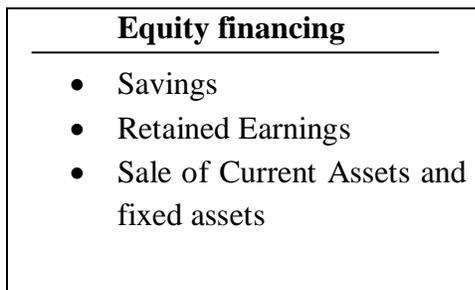 Equity financing
• Savings
• Retained Earnings
• Sale of Current Assets and
fixed assets